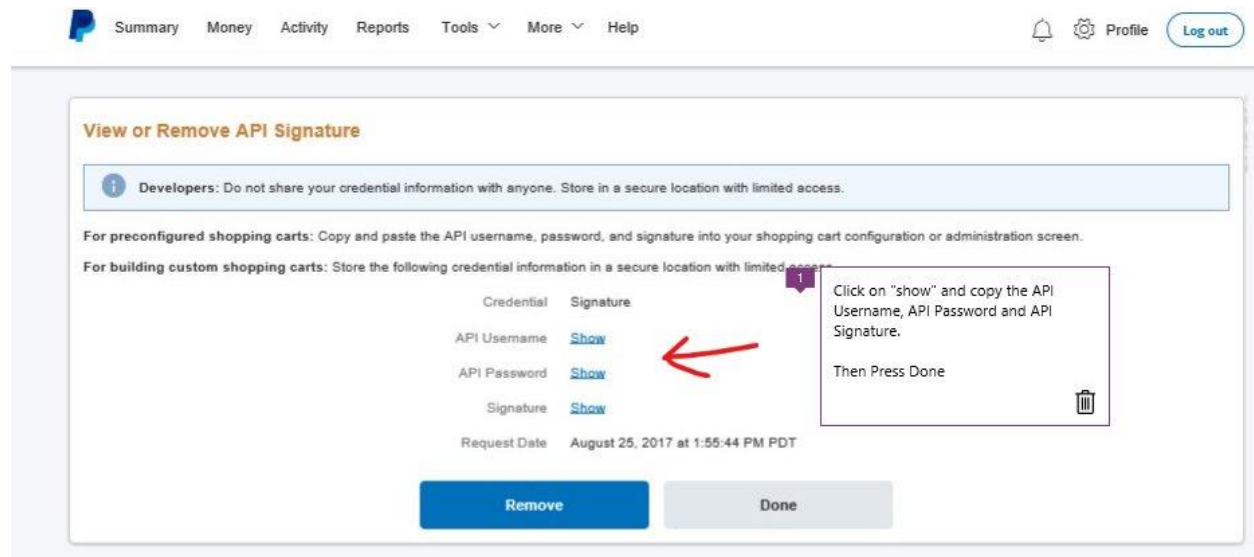 Summary Money Activity Reports Tools More Help Profile Log out
View or Remove API Signature
Developers: Do not share your credential information with anyone. Store in a secure location with limited access.
For preconfigured shopping carts: Copy and paste the API username, password, and signature into your shopping cart configuration or administration screen.
For building custom shopping carts: Store the following credential information in a secure location with limited access.
1
Click on "show" and copy the API
Username, API Password and API
Signature.
Then Press Done
Credential Signature
API Username Show
API Password Show
Signature Show
Request Date August 25, 2017 at 1:55:44 PM PDT
Remove Done